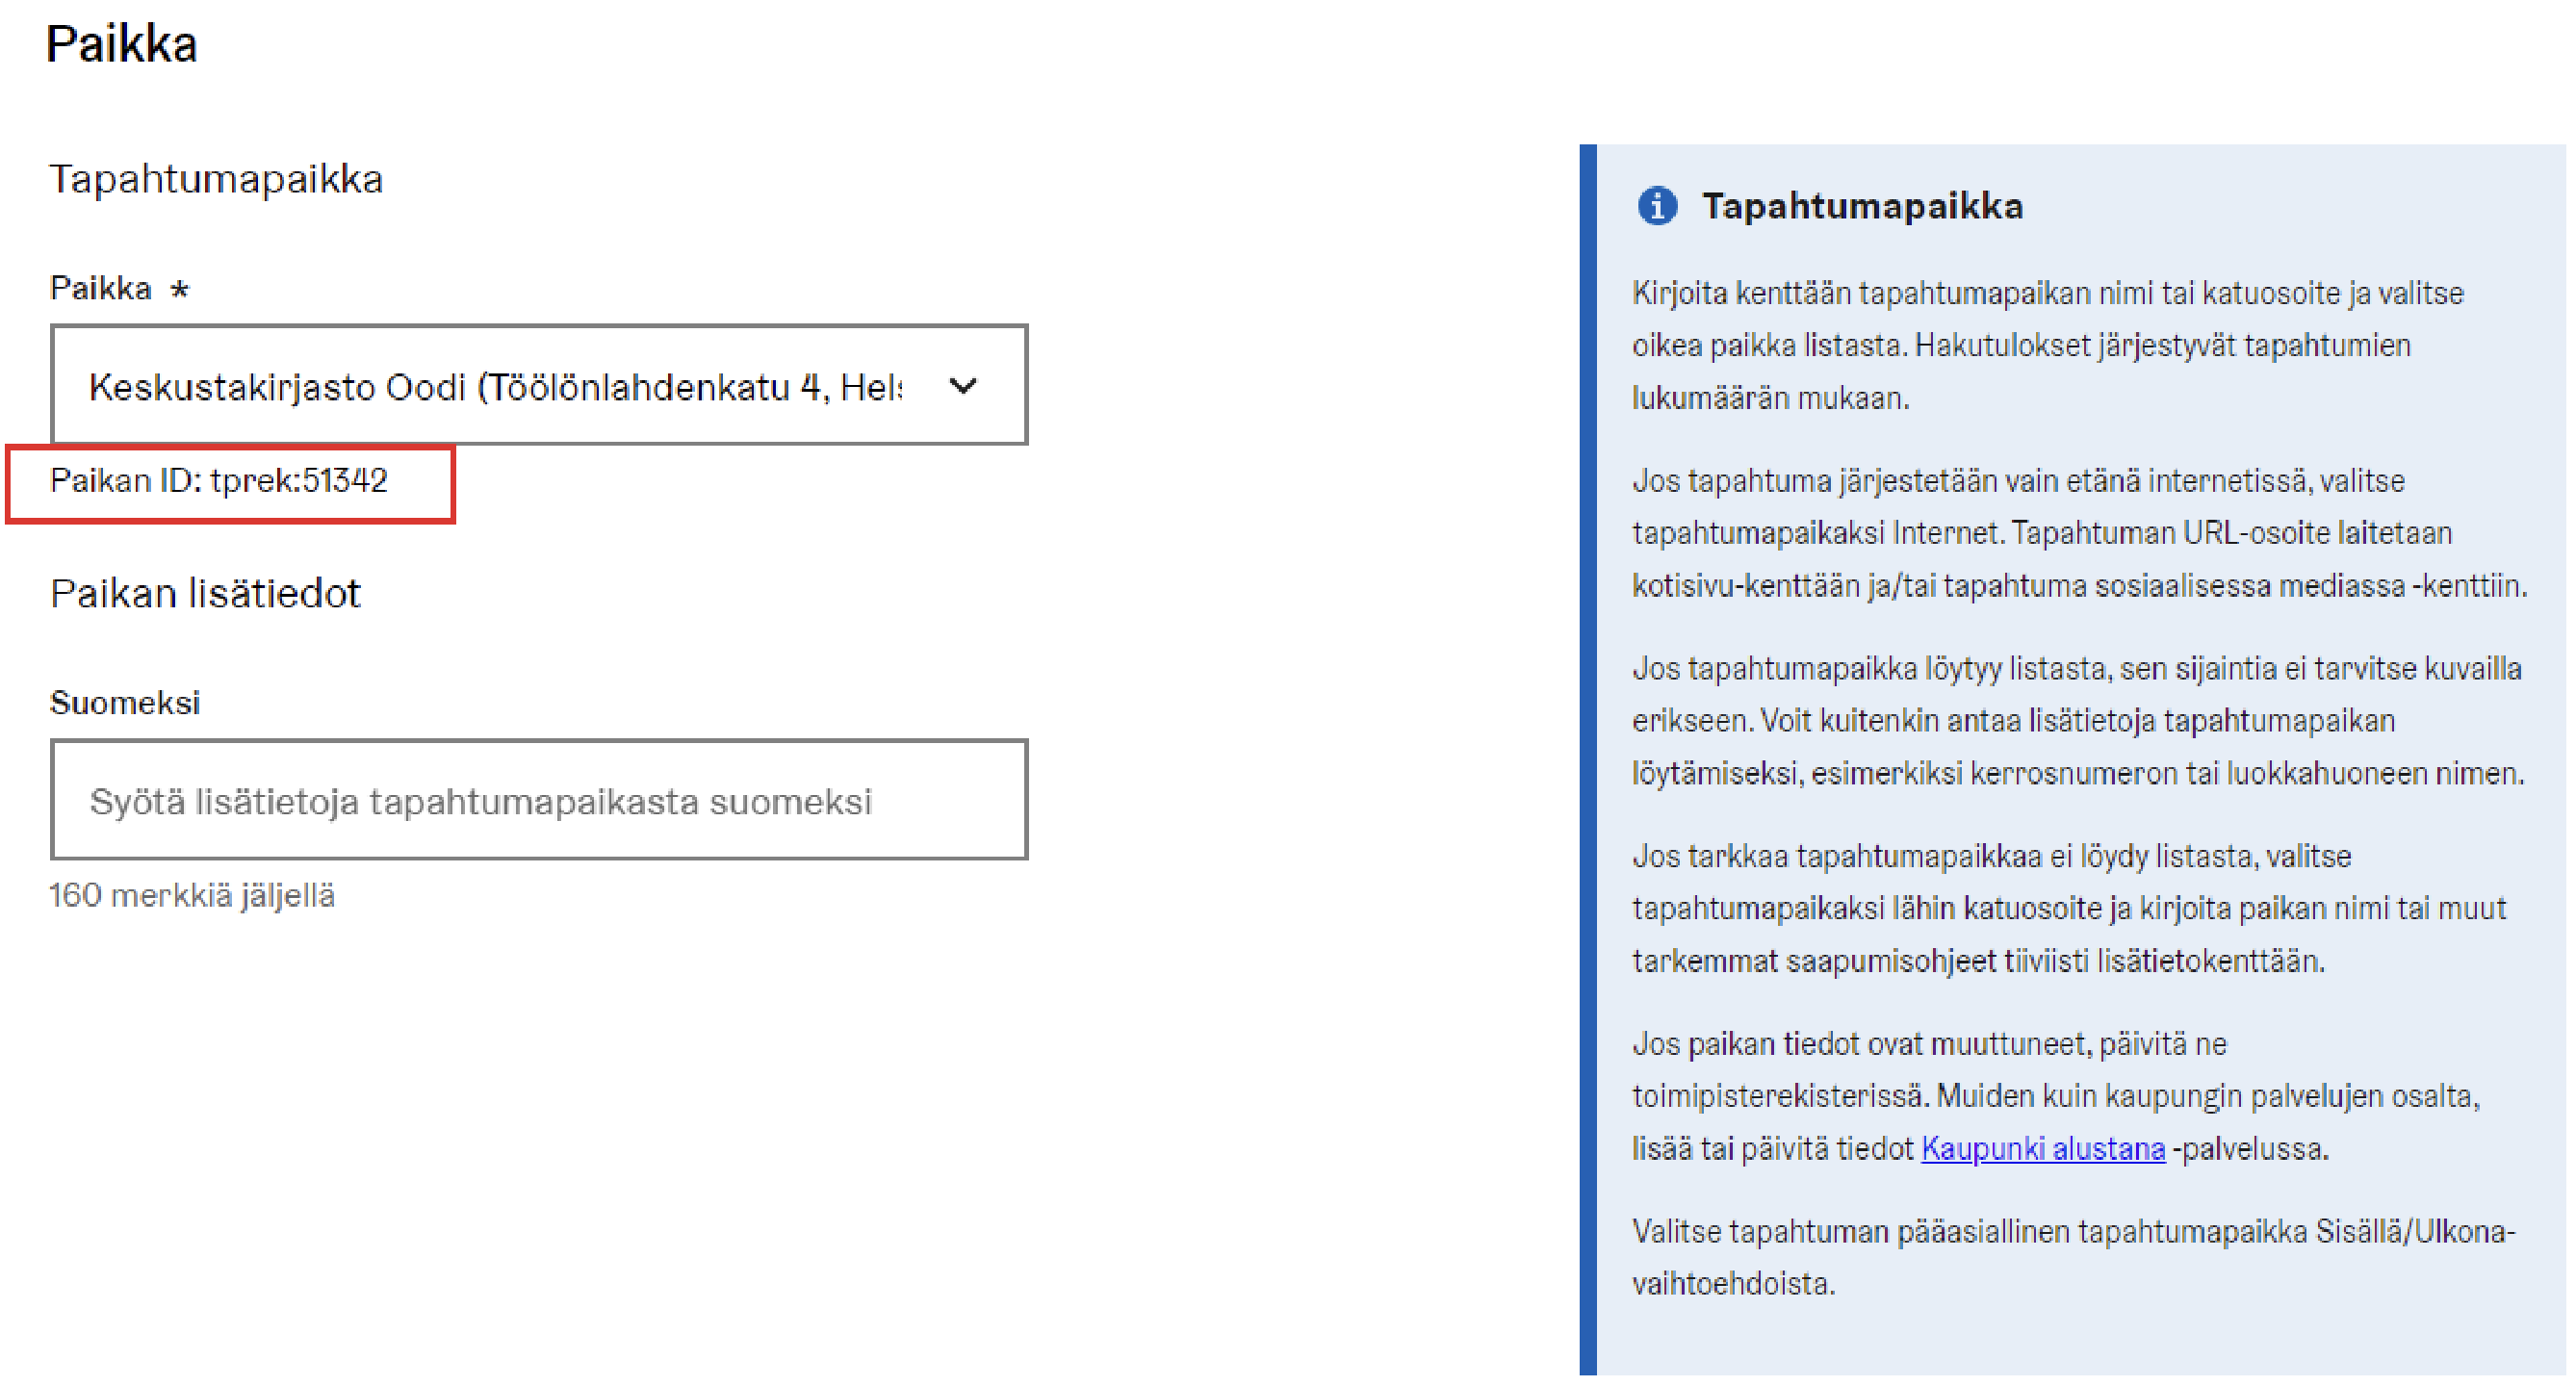 Paikka
Tapahtumapaikka
Paikka *
Keskustakirjasto Oodi (Töölönlahdenkatu 4, Hels
Paikan ID: tprek:51342
Paikan lisätiedot
Suomeksi
Syötä lisätietoja tapahtumapaikasta suomeksi
160 merkkiä jäljellä
Tapahtumapaikka
Kirjoita kenttään tapahtumapaikan nimi tai katuosoite ja valitse
oikea paikka listasta. Hakutulokset järjestyvät tapahtumien
lukumäärän mukaan.
Jos tapahtuma järjestetään vain etänä internetissä, valitse
tapahtumapaikaksi Internet. Tapahtuman URL-osoite laitetaan
kotisivu-kenttään ja/tai tapahtuma sosiaalisessa mediassa -kenttiin.
Jos tapahtumapaikka löytyy listasta, sen sijaintia ei tarvitse kuvailla
erikseen. Voit kuitenkin antaa lisätietoja tapahtumapaikan
löytämiseksi, esimerkiksi kerrosnumeron tai luokkahuoneen nimen.
Jos tarkkaa tapahtumapaikkaa ei löydy listasta, valitse
tapahtumapaikaksi lähin katuosoite ja kirjoita paikan nimi tai muut
tarkemmat saapumisohjeet tiiviisti lisätietokenttään.
Jos paikan tiedot ovat muuttuneet, päivitä ne
toimipisterekisterissä. Muiden kuin kaupungin palvelujen osalta,
lisää tai päivitä tiedot Kaupunki alustana -palvelussa.
Valitse tapahtuman pääasiallinen tapahtumapaikka Sisällä/Ulkona-
vaihtoehdoista.